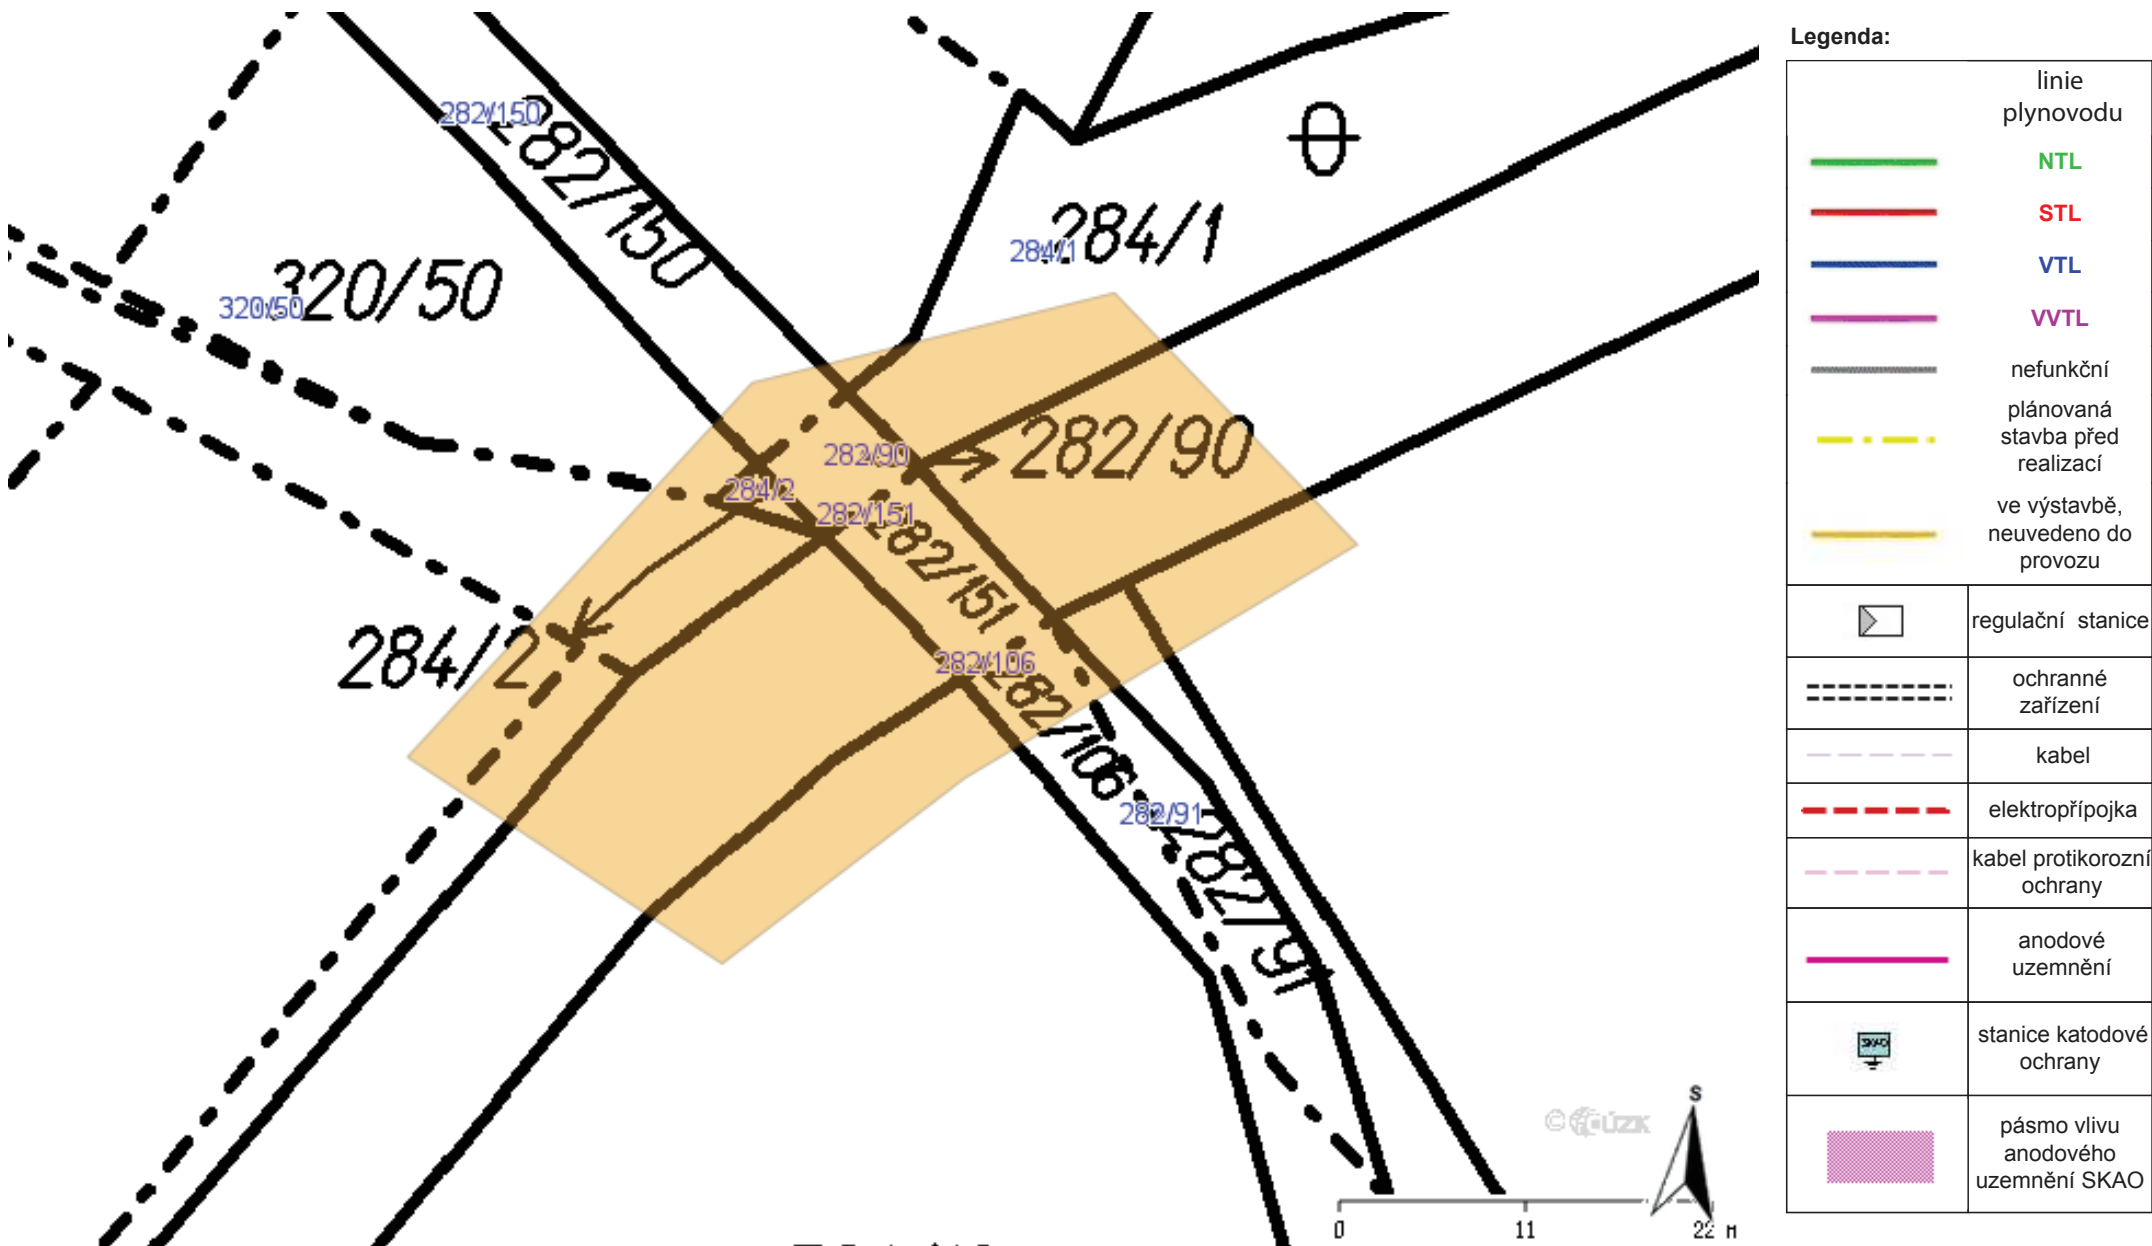 282/150
282/150
284/1
284/1
320/50
320/50
282/90
282/90
284/2
282/151
282/151
284/2
282/106
282/106
282/91
282/91
©ČÚZK
S
0 11 22 M
Legenda:
linie
plynovodu
NTL
STL
VTL
VVTL
nefunkční
plánovaná
stavba před
realizací
ve výstavbě,
neuvedeno do
provozu
regulační stanice
ochranné
zařízení
kabel
elektropřípojka
kabel protikorozní
ochrany
anodové
uzemnění
SKAO
stanice katodové
ochrany
pásmo vlivu
anodového
uzemnění SKAO